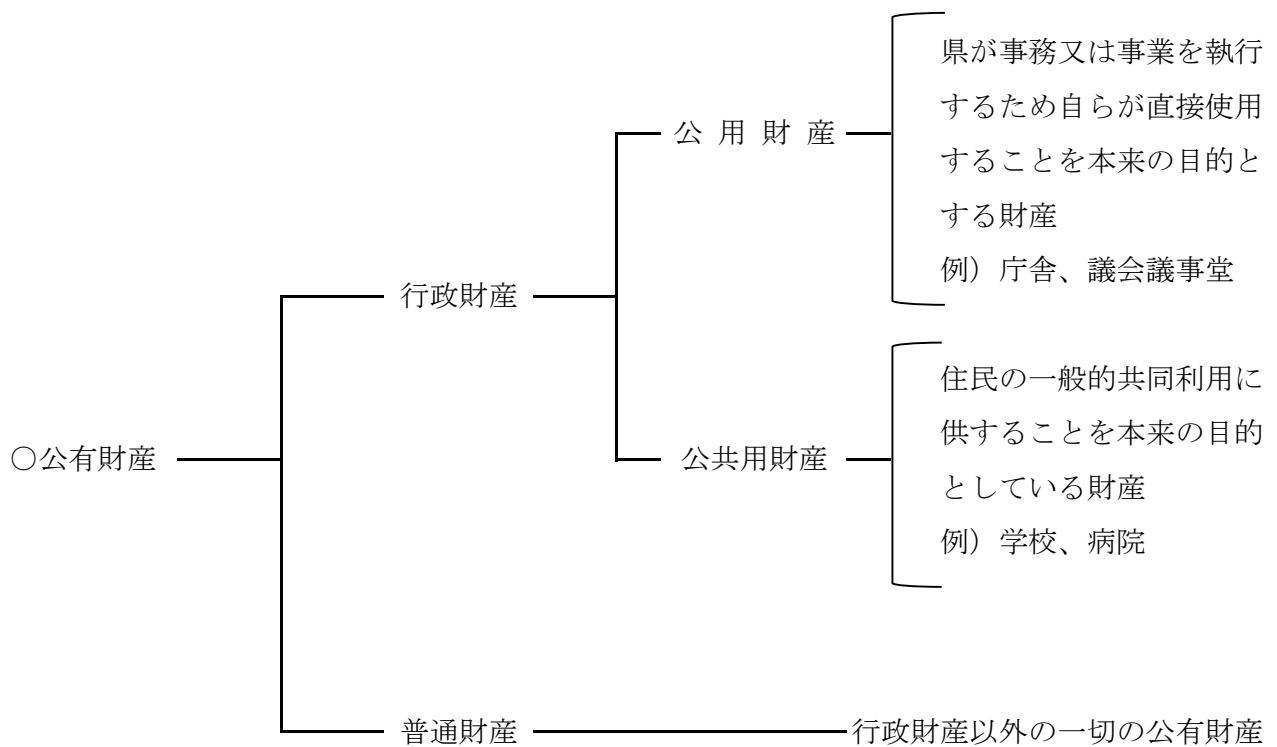 県が事務又は事業を執行
するため自らが直接使用
公用財産
することを本来の目的と
する財産
例）庁舎、議会議事堂
行政財産
住民の一般的共同利用に
供することを本来の目的
○公有財産
公共用財産
としている財産
例）学校、病院
普通財産
行政財産以外の一切の公有財産